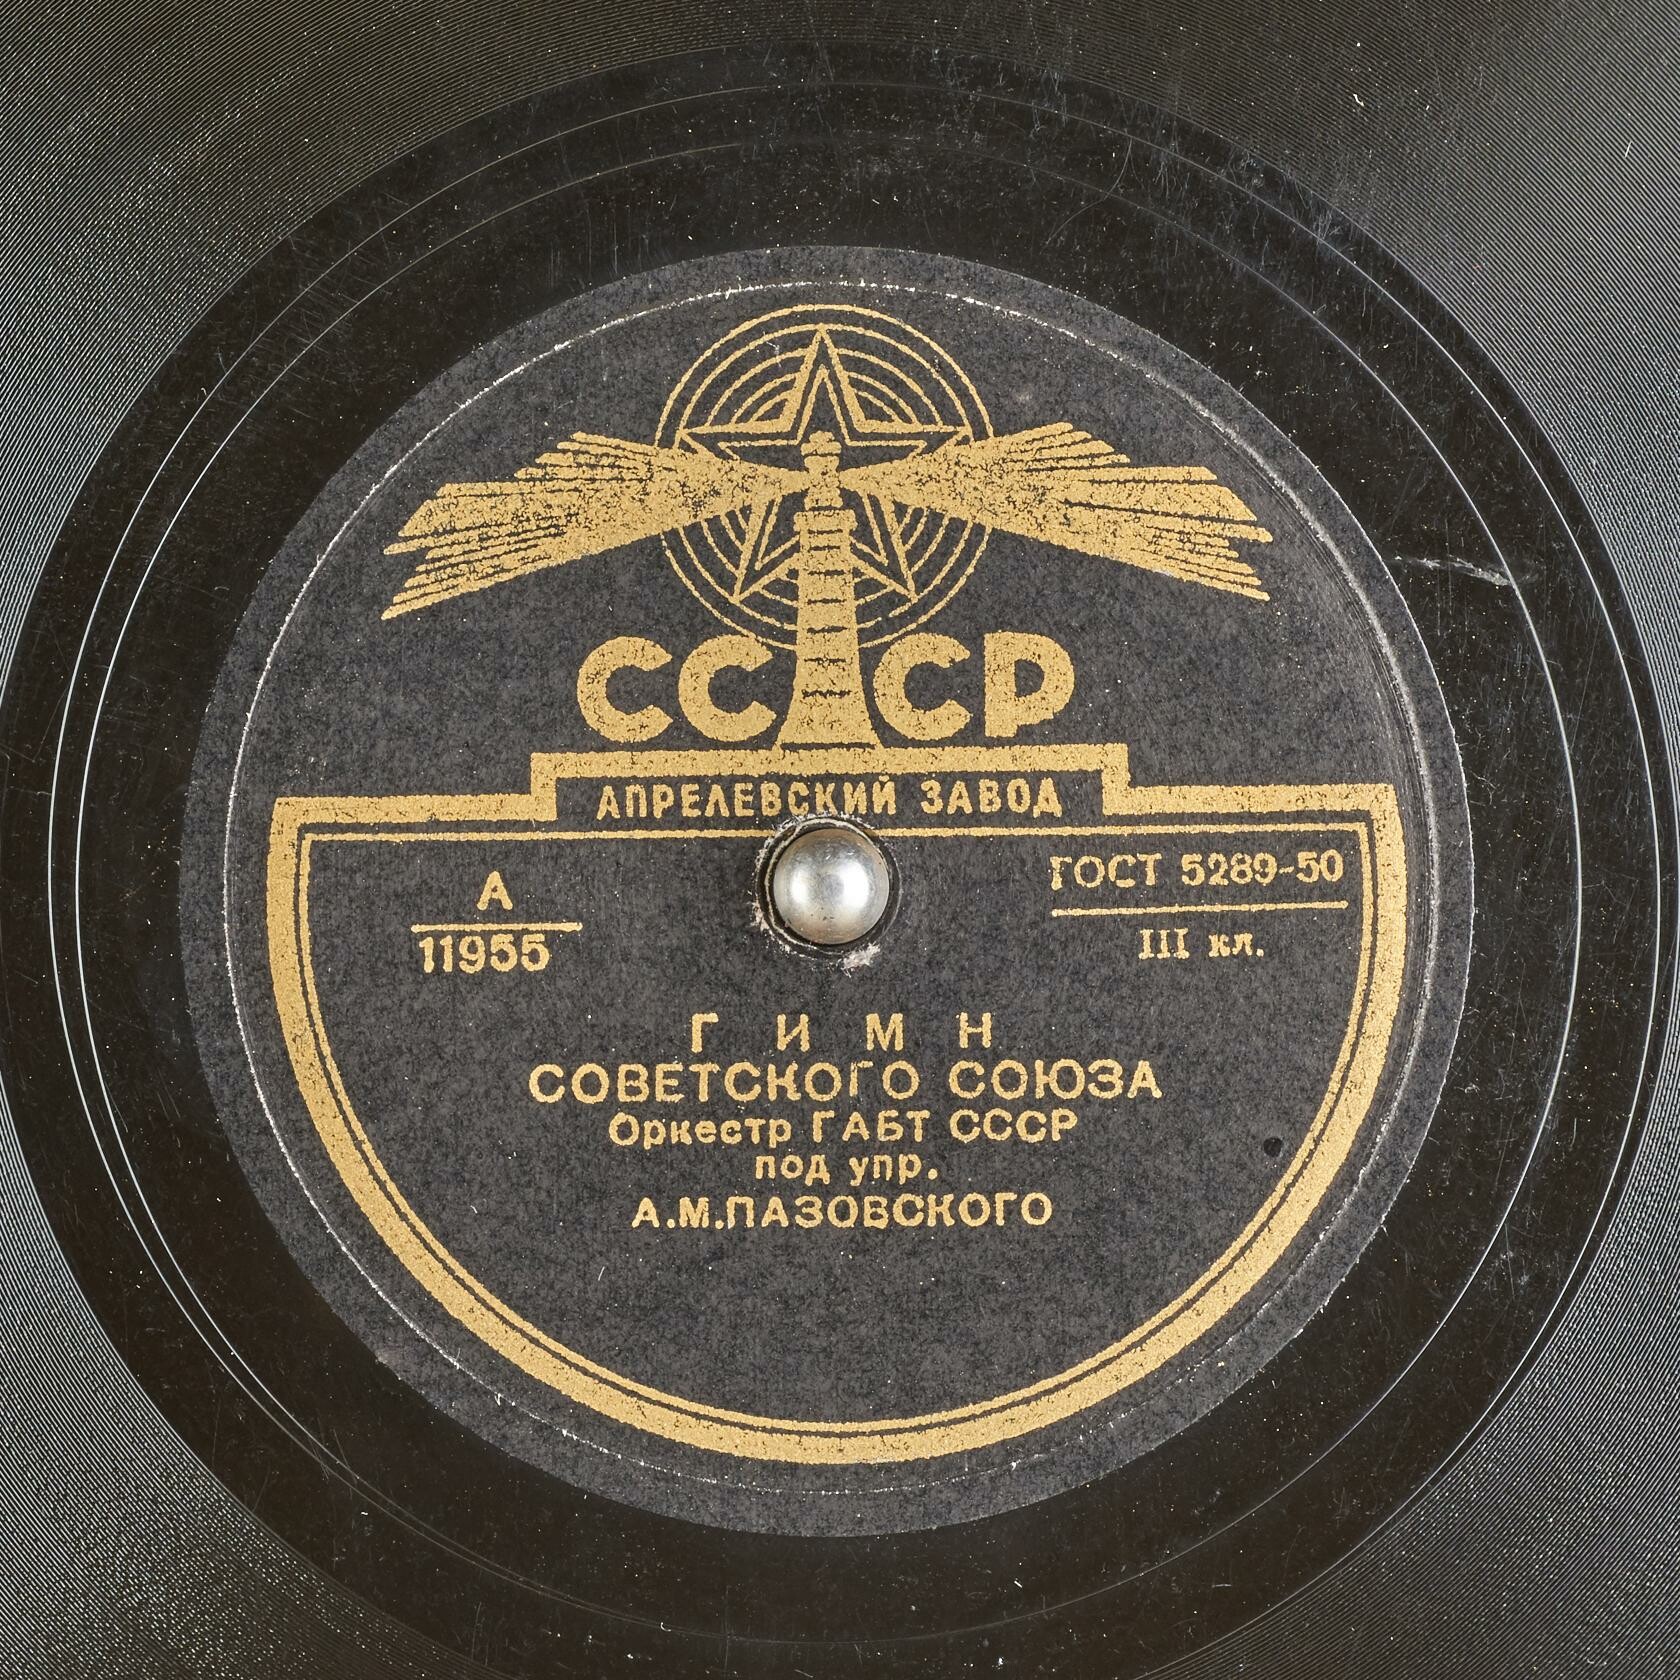 СССР
АПРЕЛЕВСКИЙ ЗАВОД
А
11955
ГОСТ 5289-50
III кл.
ГИМН
СОВЕТСКОГО СОЮЗА
Оркестр ГАБТ СССР
под упр.
А.М.ПАЗОВСКОГО